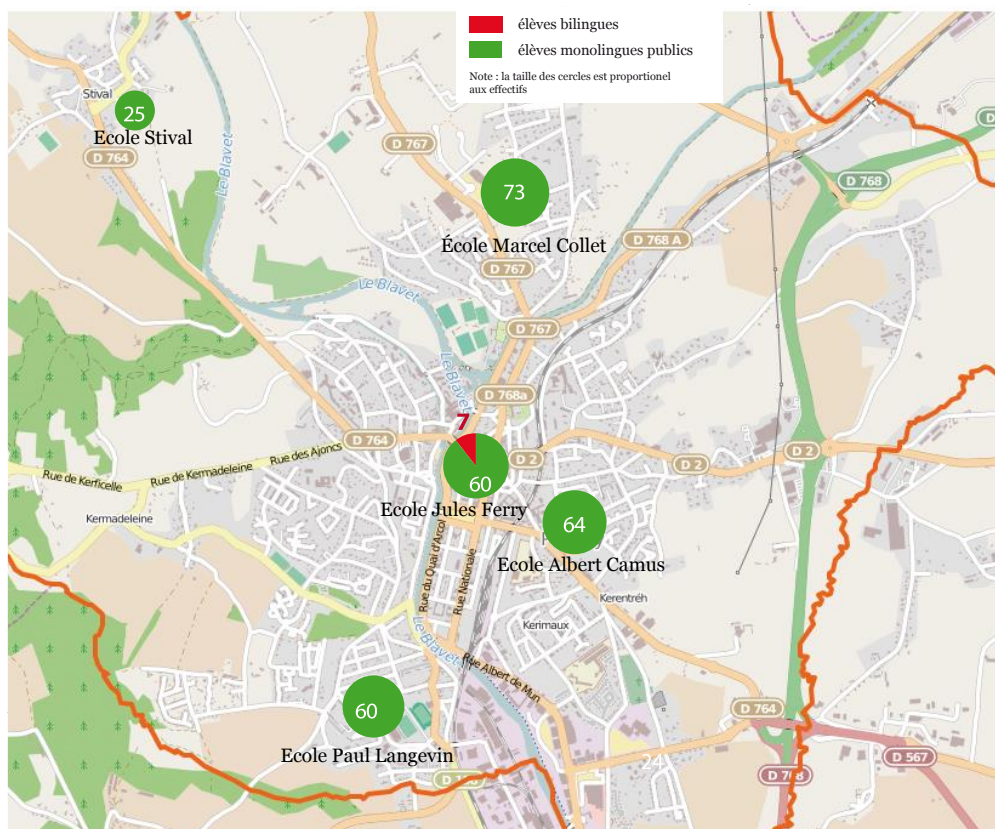 élèves bilingues
élèves monolingues publics
Note : la taille des cercles est proportionel
aux effectifs
Stival
25
Ecole Stival
D 764
Le Blavet
D 767
73
École Marcel Collet
D 768
D 768 A
D 767
Le Blavet
D 767
Le Blavet
D 768a
7
D 764
D 2
D 2
D 2
Rue des Ajoncs
Rue de Kermadeleine
Rue de Kerficelle
60
Ecole Jules Ferry
Kermadeleine
64
Ecole Albert Camus
Rue du Quai d'Arcol
Rue Nationale
Kerentréh
Kerimaux
Le Blavet
Rue Albert de Mun
60
Ecole Paul Langevin
D 764
24
D 768
D 567